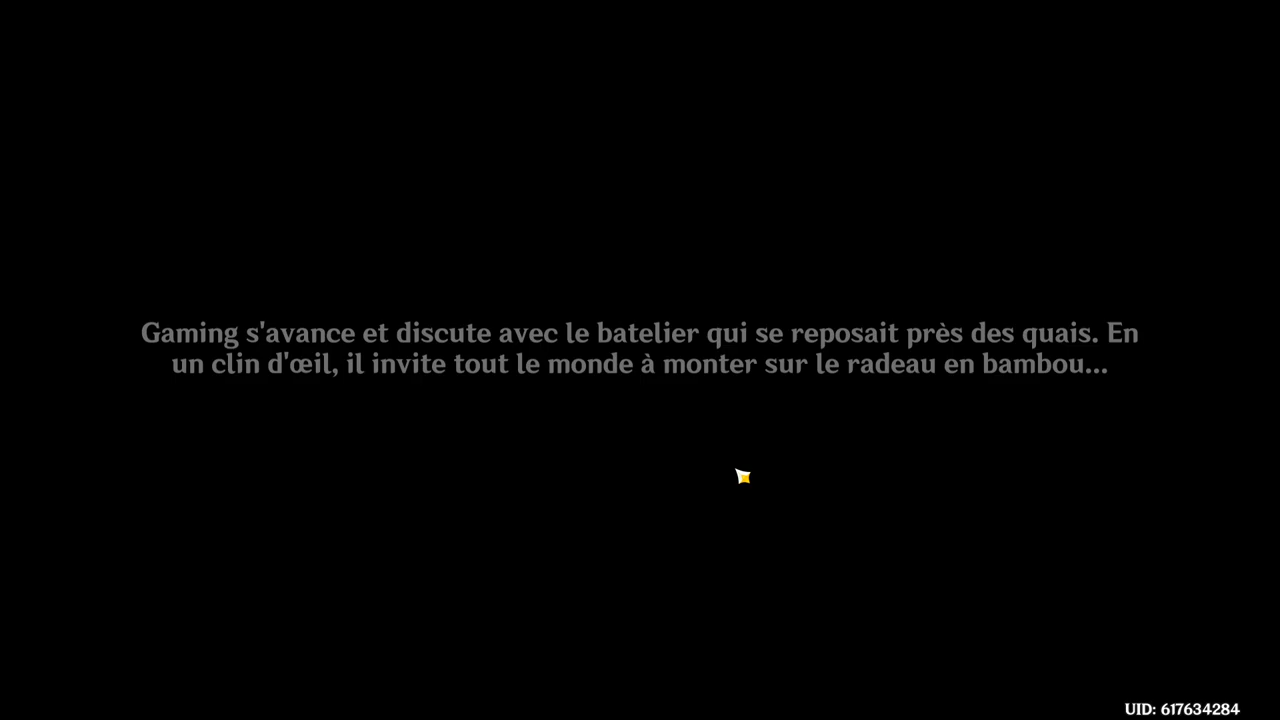 Gaming s'avance et discute avec le batelier qui se reposait près des quais. En
un clin d'œil, il invite tout le monde à monter sur le radeau en bambou...
UID: 617634284